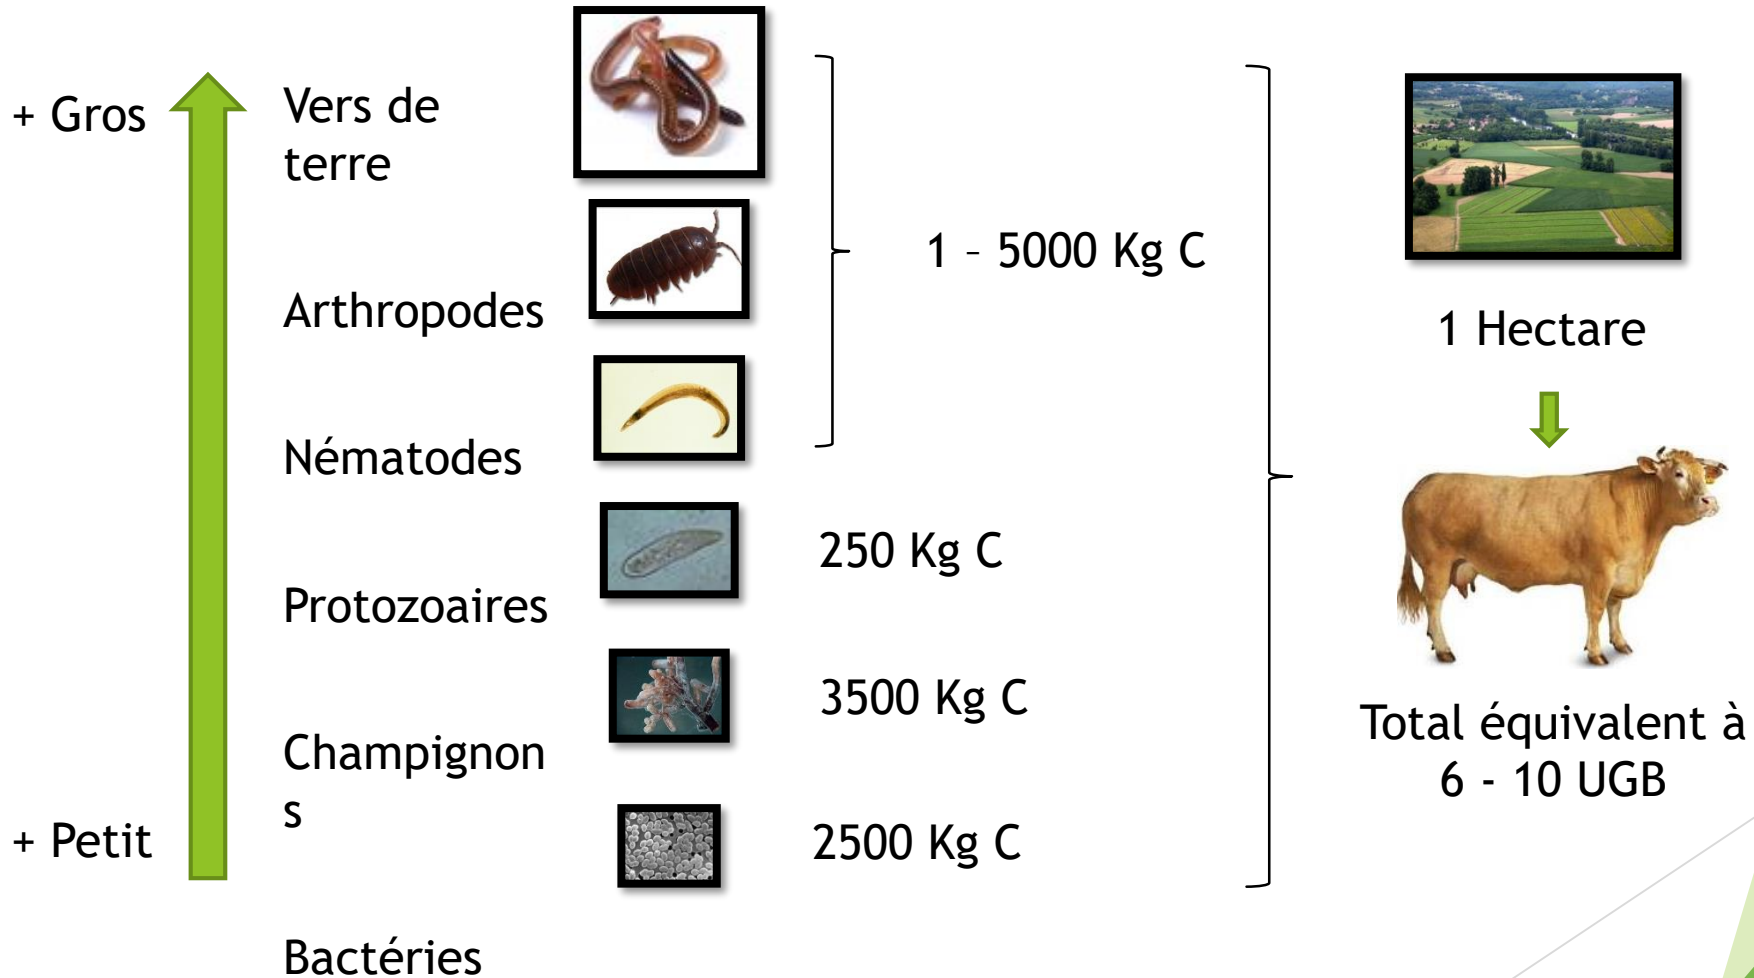 + Gros
Vers de
terre
Arthropodes
1 – 5000 Kg C
Nématodes
Protozoaires
250 Kg C
Champignon
s
3500 Kg C
+ Petit
2500 Kg C
Bactéries
1 Hectare
Total équivalent à
6 - 10 UGB